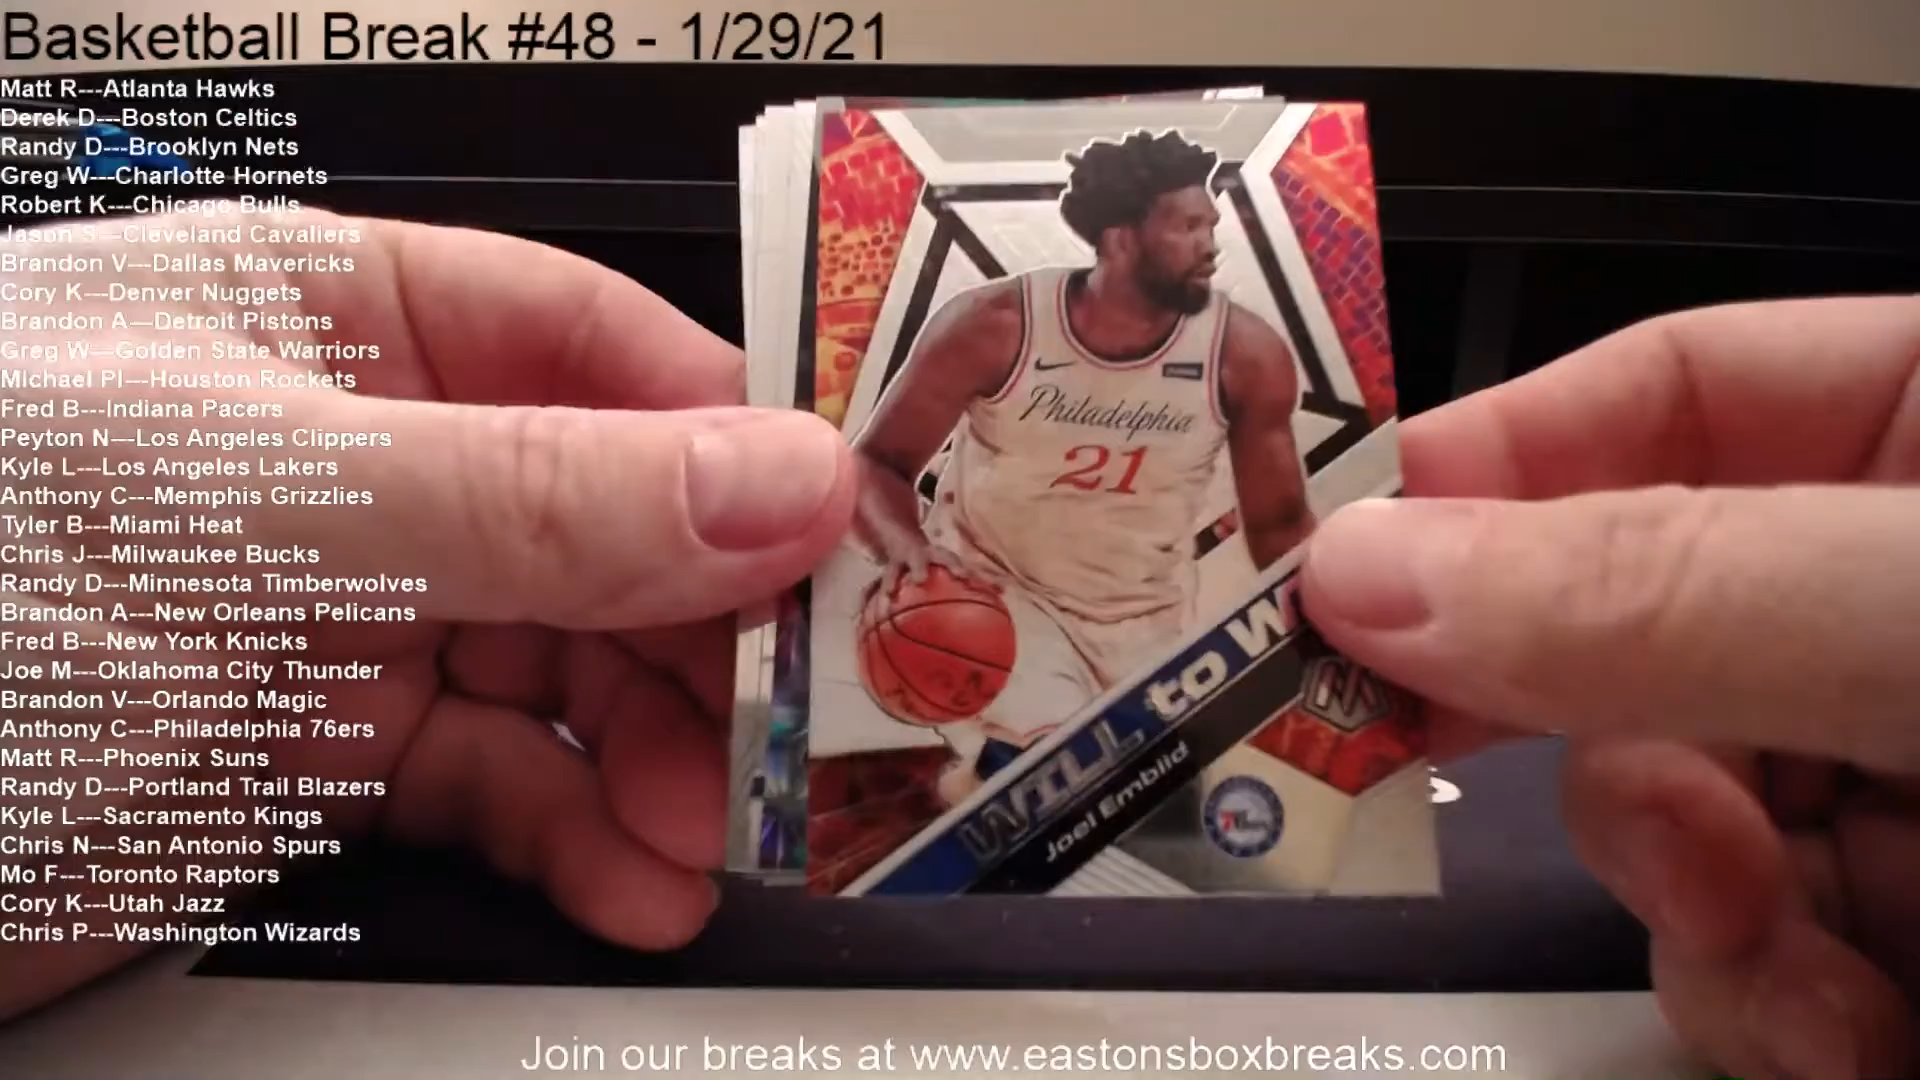 Basketball Break #48 - 1/29/21
Matt R---Atlanta Hawks
Derek D---Boston Celtics
Randy D---Brooklyn Nets
Greg W---Charlotte Hornets
Robert K---Chicago Bulls
Jason S---Cleveland Cavaliers
Brandon V---Dallas Mavericks
Cory K---Denver Nuggets
Brandon A---Detroit Pistons
Greg W---Golden State Warriors
Michael Pl---Houston Rockets
Fred B---Indiana Pacers
Peyton N---Los Angeles Clippers
Kyle L---Los Angeles Lakers
Anthony C---Memphis Grizzlies
Tyler B---Miami Heat
Chris J---Milwaukee Bucks
Randy D---Minnesota Timberwolves
Brandon A---New Orleans Pelicans
Fred B---New York Knicks
Joe M---Oklahoma City Thunder
Brandon V---Orlando Magic
Anthony C---Philadelphia 76ers
Matt R---Phoenix Suns
Randy D---Portland Trail Blazers
Kyle L---Sacramento Kings
Chris N---San Antonio Spurs
Mo F---Toronto Raptors
Cory K---Utah Jazz
Chris P---Washington Wizards
Philadelphia
21
WILL to W
Joel Embiid
Join our breaks at www.eastonsboxbreaks.com